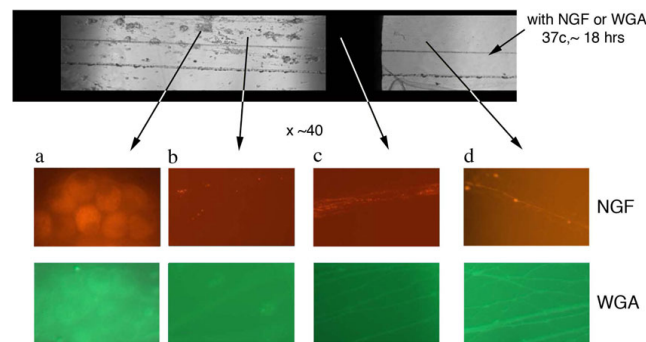 with NGF or WGA
37c,~ 18 hrs
x ~40
a b c d
NGF
WGA